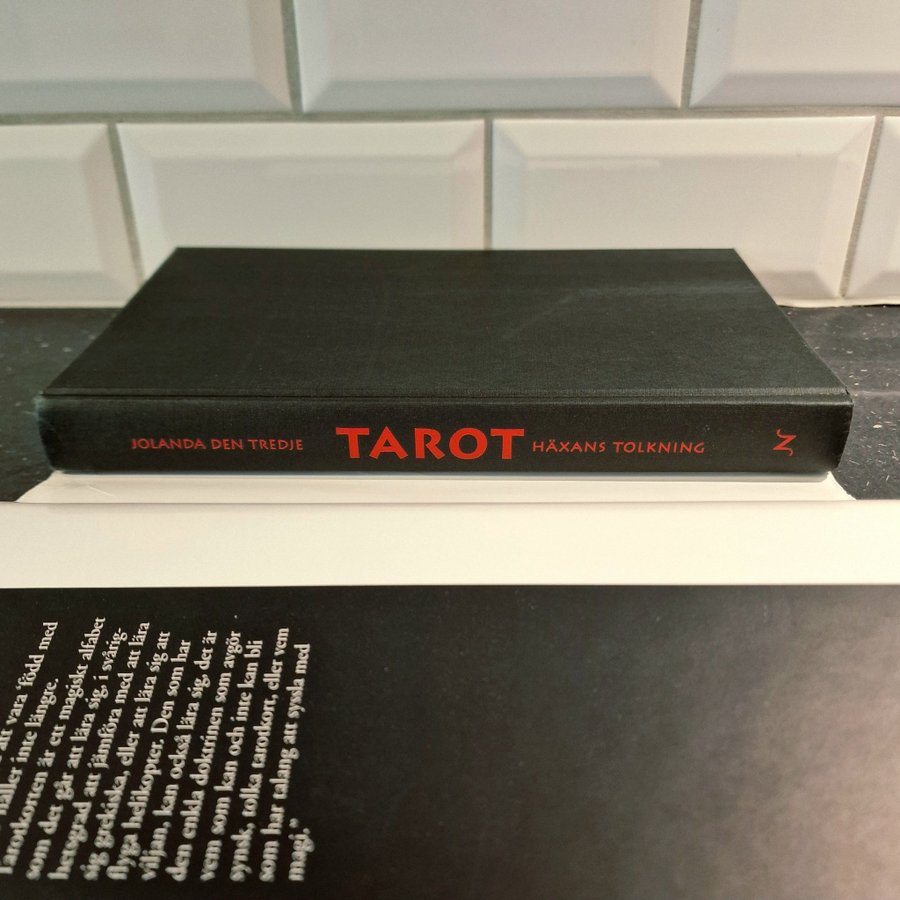 JOLANDA DEN TREDJE TAROT HÄXANS TOLKNING N
att vara 'född med
håller inte längre.
Tarotkorten är ett magiskt alfabet
som det går att lära sig, i svårig-
hetsgrad att jämföra med att lära
sig grekiska, eller att lära sig att
flyga helikopter. Den som har
viljan, kan också lära sig, det är
den enkla doktrinen som avgör
vem som kan och inte kan bli
synsk, tolka tarotkort, eller vem
som har talang att syssla med
magi."